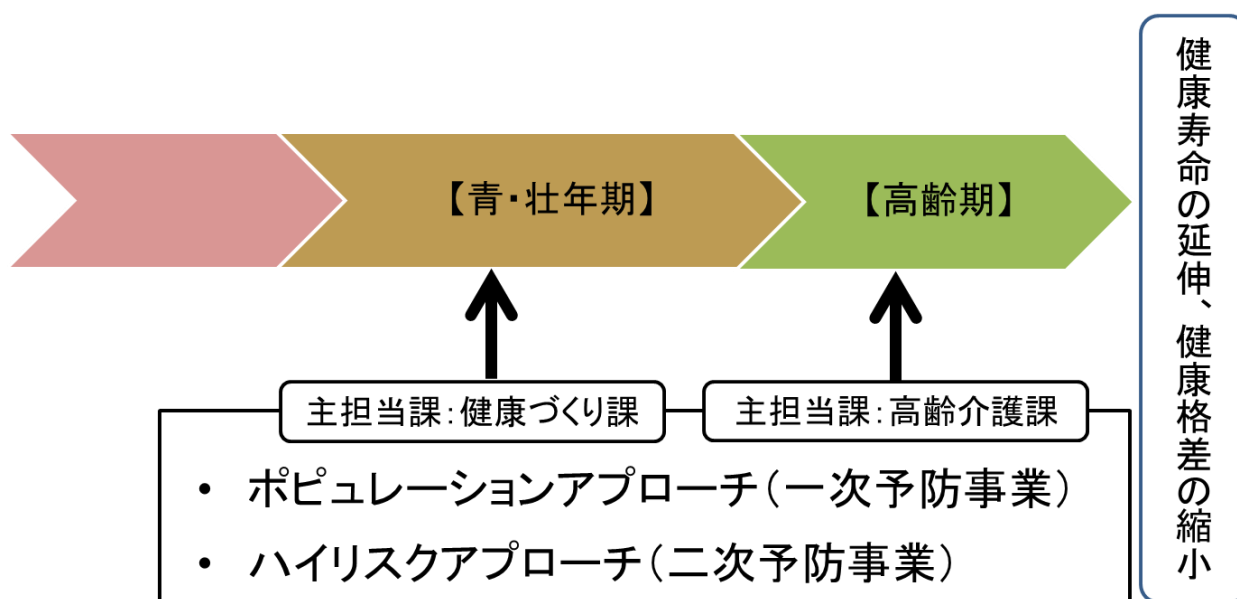 【青・壮年期】
【高齢期】
主担当課：健康づくり課
主担当課：高齢介護課
• ポピュレーションアプローチ（一次予防事業）
• ハイリスクアプローチ（二次予防事業）
健康寿命の延伸、健康格差の縮小